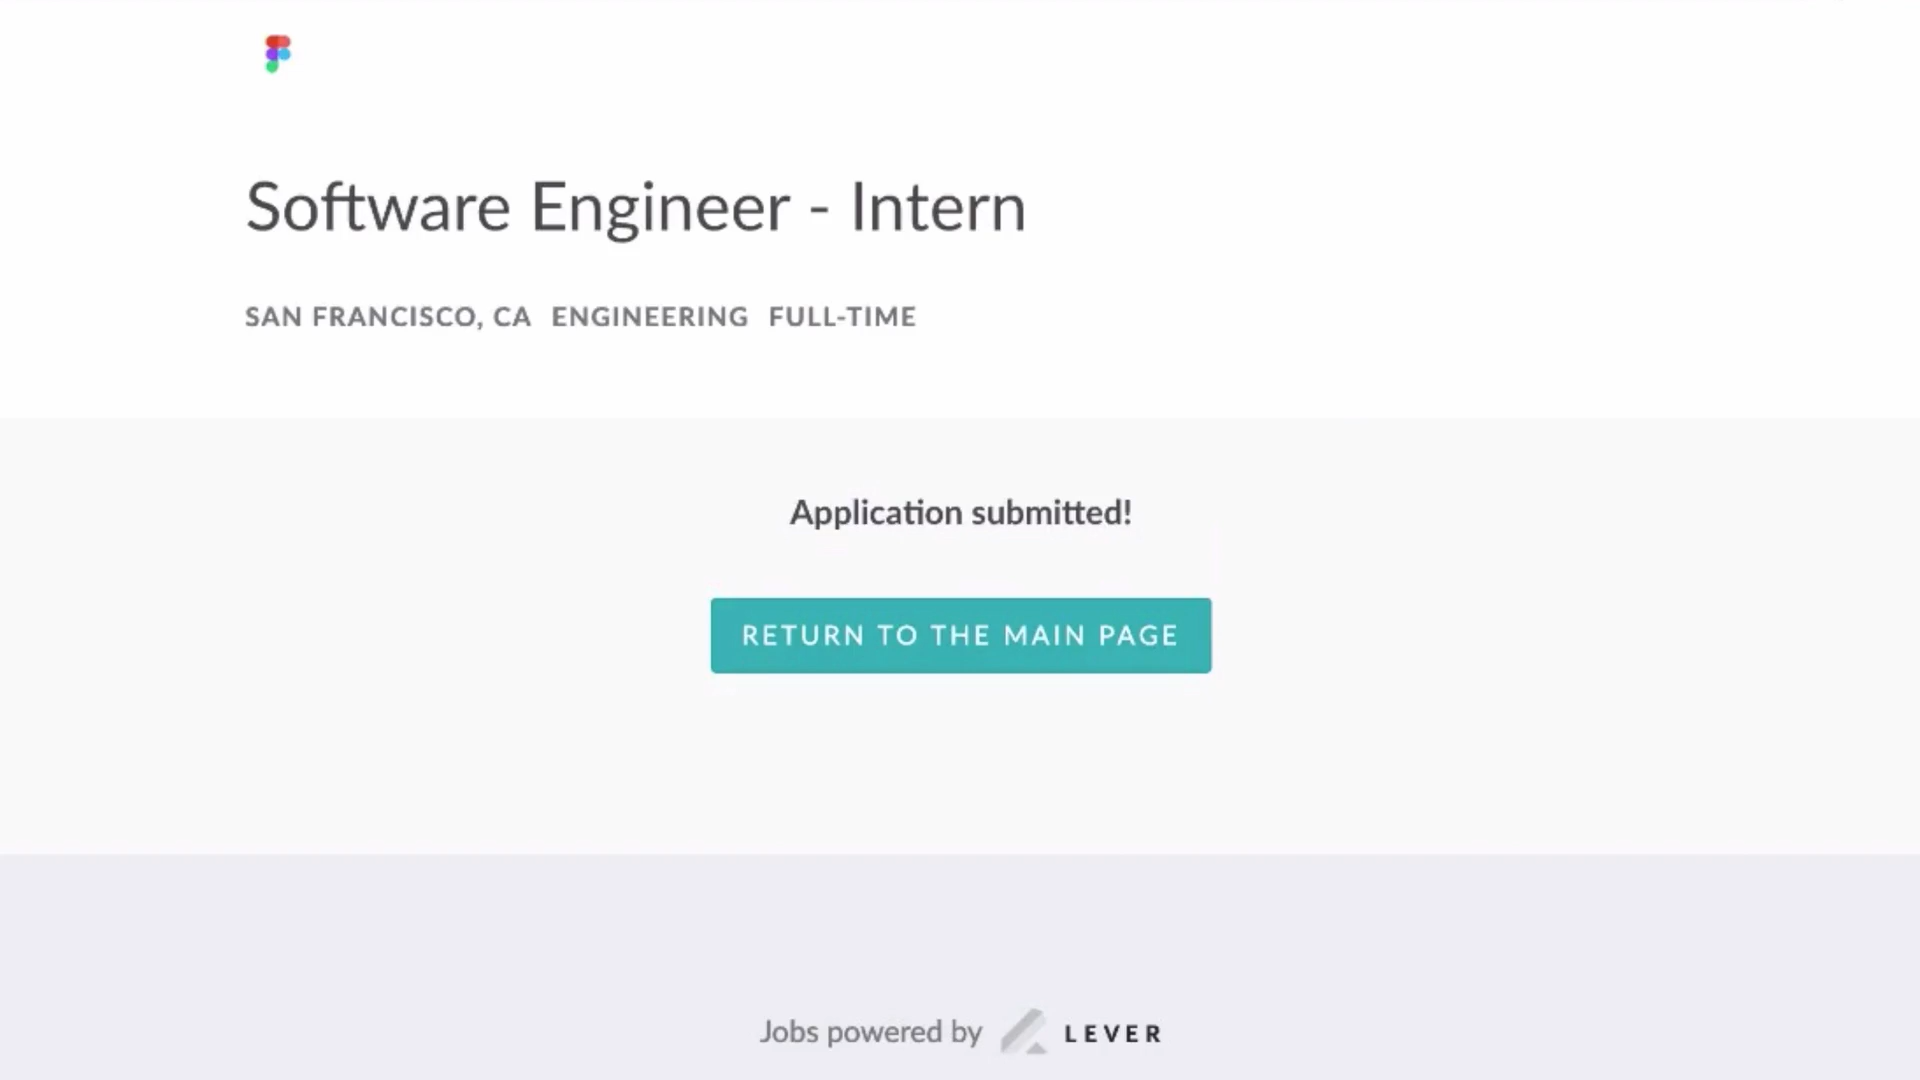 Software Engineer - Intern
SAN FRANCISCO, CA ENGINEERING FULL-TIME
Application submitted!
RETURN TO THE MAIN PAGE
Jobs powered by LEVER